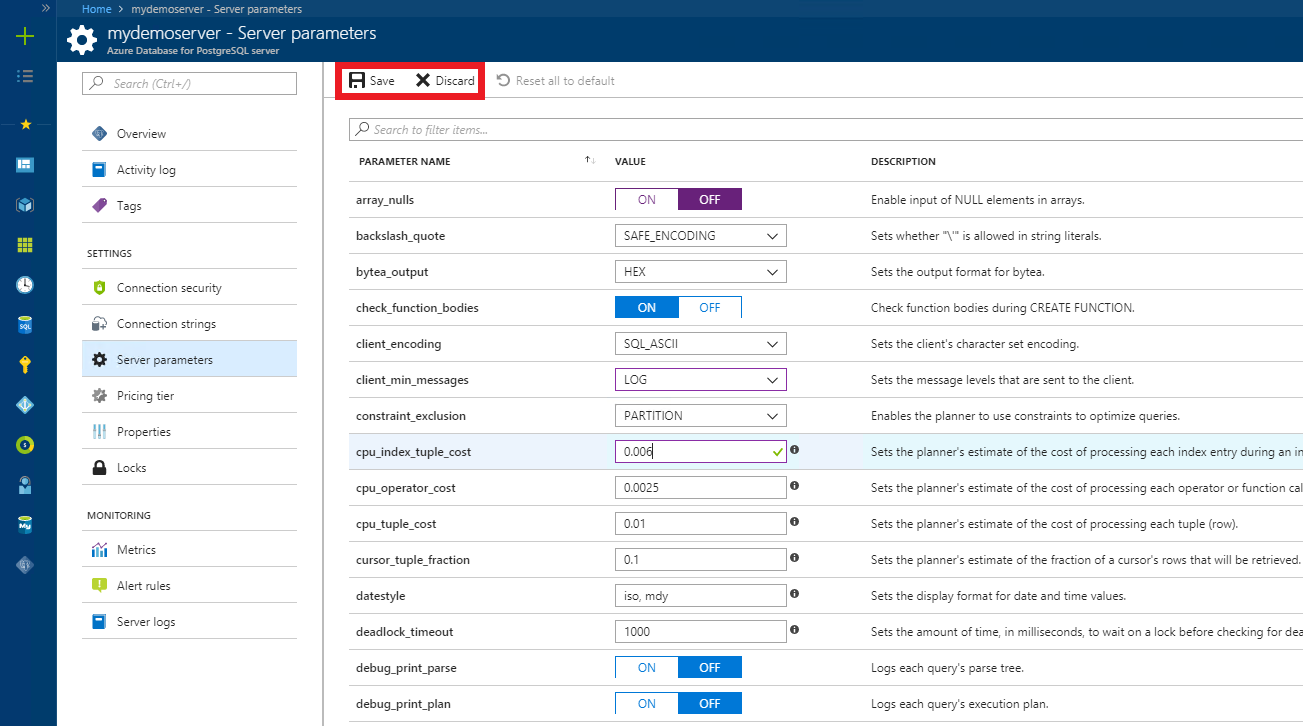 Home > mydemoserver - Server parameters
mydemoserver - Server parameters
Azure Database for PostgreSQL server
Search (Ctrl+/)
Overview
Activity log
Tags
SETTINGS
Connection security
Connection strings
Server parameters
Pricing tier
Properties
Locks
MONITORING
Metrics
Alert rules
Server logs
Save Discard Reset all to default
Search to filter items...
PARAMETER NAME VALUE DESCRIPTION
array_nulls ON OFF Enable input of NULL elements in arrays.
backslash_quote SAFE_ENCODING Sets whether "\'" is allowed in string literals.
bytea_output HEX Sets the output format for bytea.
check_function_bodies ON OFF Check function bodies during CREATE FUNCTION.
client_encoding SQL_ASCII Sets the client's character set encoding.
client_min_messages LOG Sets the message levels that are sent to the client.
constraint_exclusion PARTITION Enables the planner to use constraints to optimize queries.
cpu_index_tuple_cost 0.006 Sets the planner's estimate of the cost of processing each index entry during an in
cpu_operator_cost 0.0025 Sets the planner's estimate of the cost of processing each operator or function cal
cpu_tuple_cost 0.01 Sets the planner's estimate of the cost of processing each tuple (row).
cursor_tuple_fraction 0.1 Sets the planner's estimate of the fraction of a cursor's rows that will be retrieved.
datestyle iso, mdy Sets the display format for date and time values.
deadlock_timeout 1000 Sets the amount of time, in milliseconds, to wait on a lock before checking for dea
debug_print_parse ON OFF Logs each query's parse tree.
debug_print_plan ON OFF Logs each query's execution plan.
SQL
My